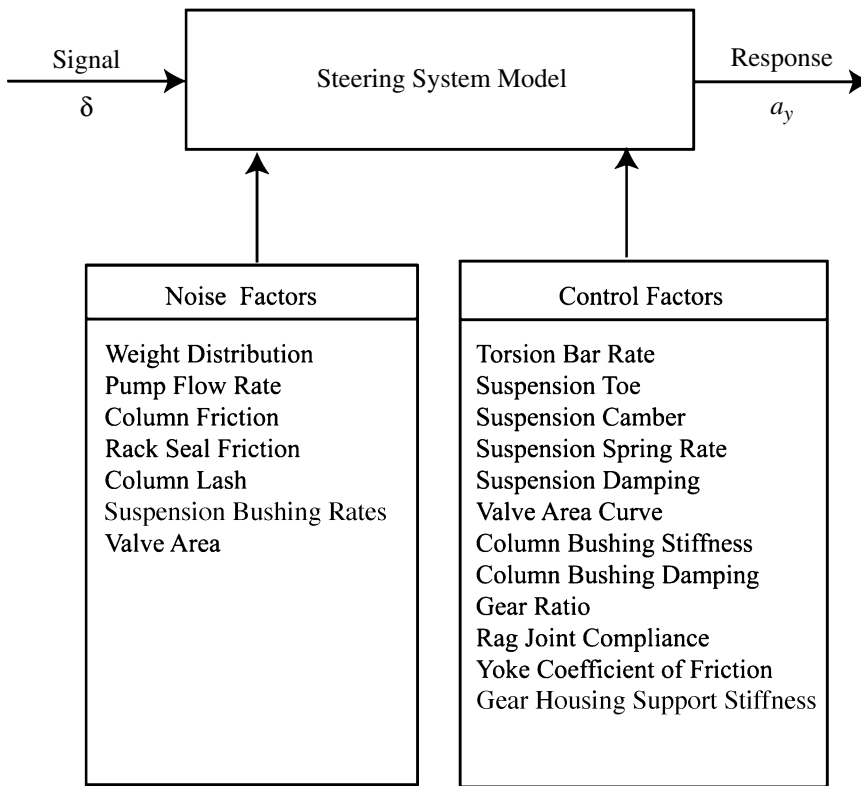 Signal
δ
Steering System Model
Response
a_y
Noise Factors
Weight Distribution
Pump Flow Rate
Column Friction
Rack Seal Friction
Column Lash
Suspension Bushing Rates
Valve Area
Control Factors
Torsion Bar Rate
Suspension Toe
Suspension Camber
Suspension Spring Rate
Suspension Damping
Valve Area Curve
Column Bushing Stiffness
Column Bushing Damping
Gear Ratio
Rag Joint Compliance
Yoke Coefficient of Friction
Gear Housing Support Stiffness